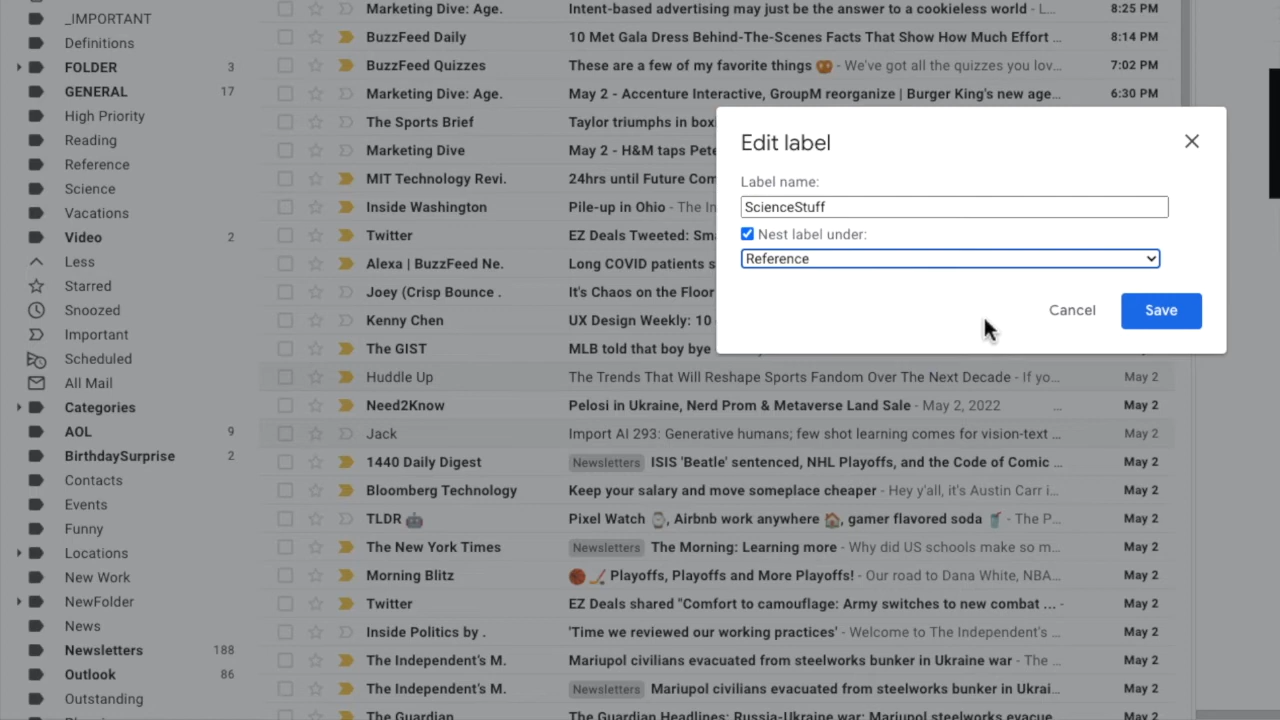 _IMPORTANT
Definitions
FOLDER 3
GENERAL 17
High Priority
Reading
Reference
Science
Vacations
Video 2
Less
Starred
Snoozed
Important
Scheduled
All Mail
Categories
AOL 9
BirthdaySurprise 2
Contacts
Events
Funny
Locations
New Work
NewFolder
News
Newsletters 188
Outlook 86
Outstanding
Marketing Dive: Age. Intent-based advertising may just be the answer to a cookieless world - L... 8:25 PM
BuzzFeed Daily 10 Met Gala Dress Behind-The-Scenes Facts That Show How Much Effort ... 8:14 PM
BuzzFeed Quizzes These are a few of my favorite things 🥨 - We've got all the quizzes you lov... 7:02 PM
Marketing Dive: Age. May 2 - Accenture Interactive, GroupM reorganize | Burger King's new age... 6:30 PM
The Sports Brief Taylor triumphs in box
Marketing Dive May 2 - H&M taps Pete
MIT Technology Revi. 24hrs until Future Com
Inside Washington Pile-up in Ohio - The In
Twitter EZ Deals Tweeted: Sma
Alexa | BuzzFeed Ne. Long COVID patients s
Joey (Crisp Bounce . It's Chaos on the Floor
Kenny Chen UX Design Weekly: 10
The GIST MLB told that boy bye
Huddle Up The Trends That Will Reshape Sports Fandom Over The Next Decade - If yo... May 2
Need2Know Pelosi in Ukraine, Nerd Prom & Metaverse Land Sale - May 2, 2022 ... May 2
Jack Import AI 293: Generative humans; few shot learning comes for vision-text ... May 2
1440 Daily Digest Newsletters ISIS 'Beatle' sentenced, NHL Playoffs, and the Code of Comic ... May 2
Bloomberg Technology Keep your salary and move someplace cheaper - Hey y'all, it's Austin Carr i... May 2
TLDR 🤖 Pixel Watch ⌚, Airbnb work anywhere 🏠, gamer flavored soda 🥤 - The P... May 2
The New York Times Newsletters The Morning: Learning more - Why did US schools make so m... May 2
Morning Blitz 🏀 🏒 Playoffs, Playoffs and More Playoffs! - Our road to Dana White, NBA... May 2
Twitter EZ Deals shared "Comfort to camouflage: Army switches to new combat ... - May 2
Inside Politics by . 'Time we reviewed our working practices' - Welcome to The Independent's ... May 2
The Independent's M. Mariupol civilians evacuated from steelworks bunker in Ukraine war - The ... May 2
The Independent's M. Newsletters Mariupol civilians evacuated from steelworks bunker in Ukrai... May 2
The Guardian The Guardian Headlines: Russia-Ukraine war: Mariupol steelworks evacue... May 2
Edit label
Label name:
ScienceStuff
Nest label under:
Reference
Cancel
Save